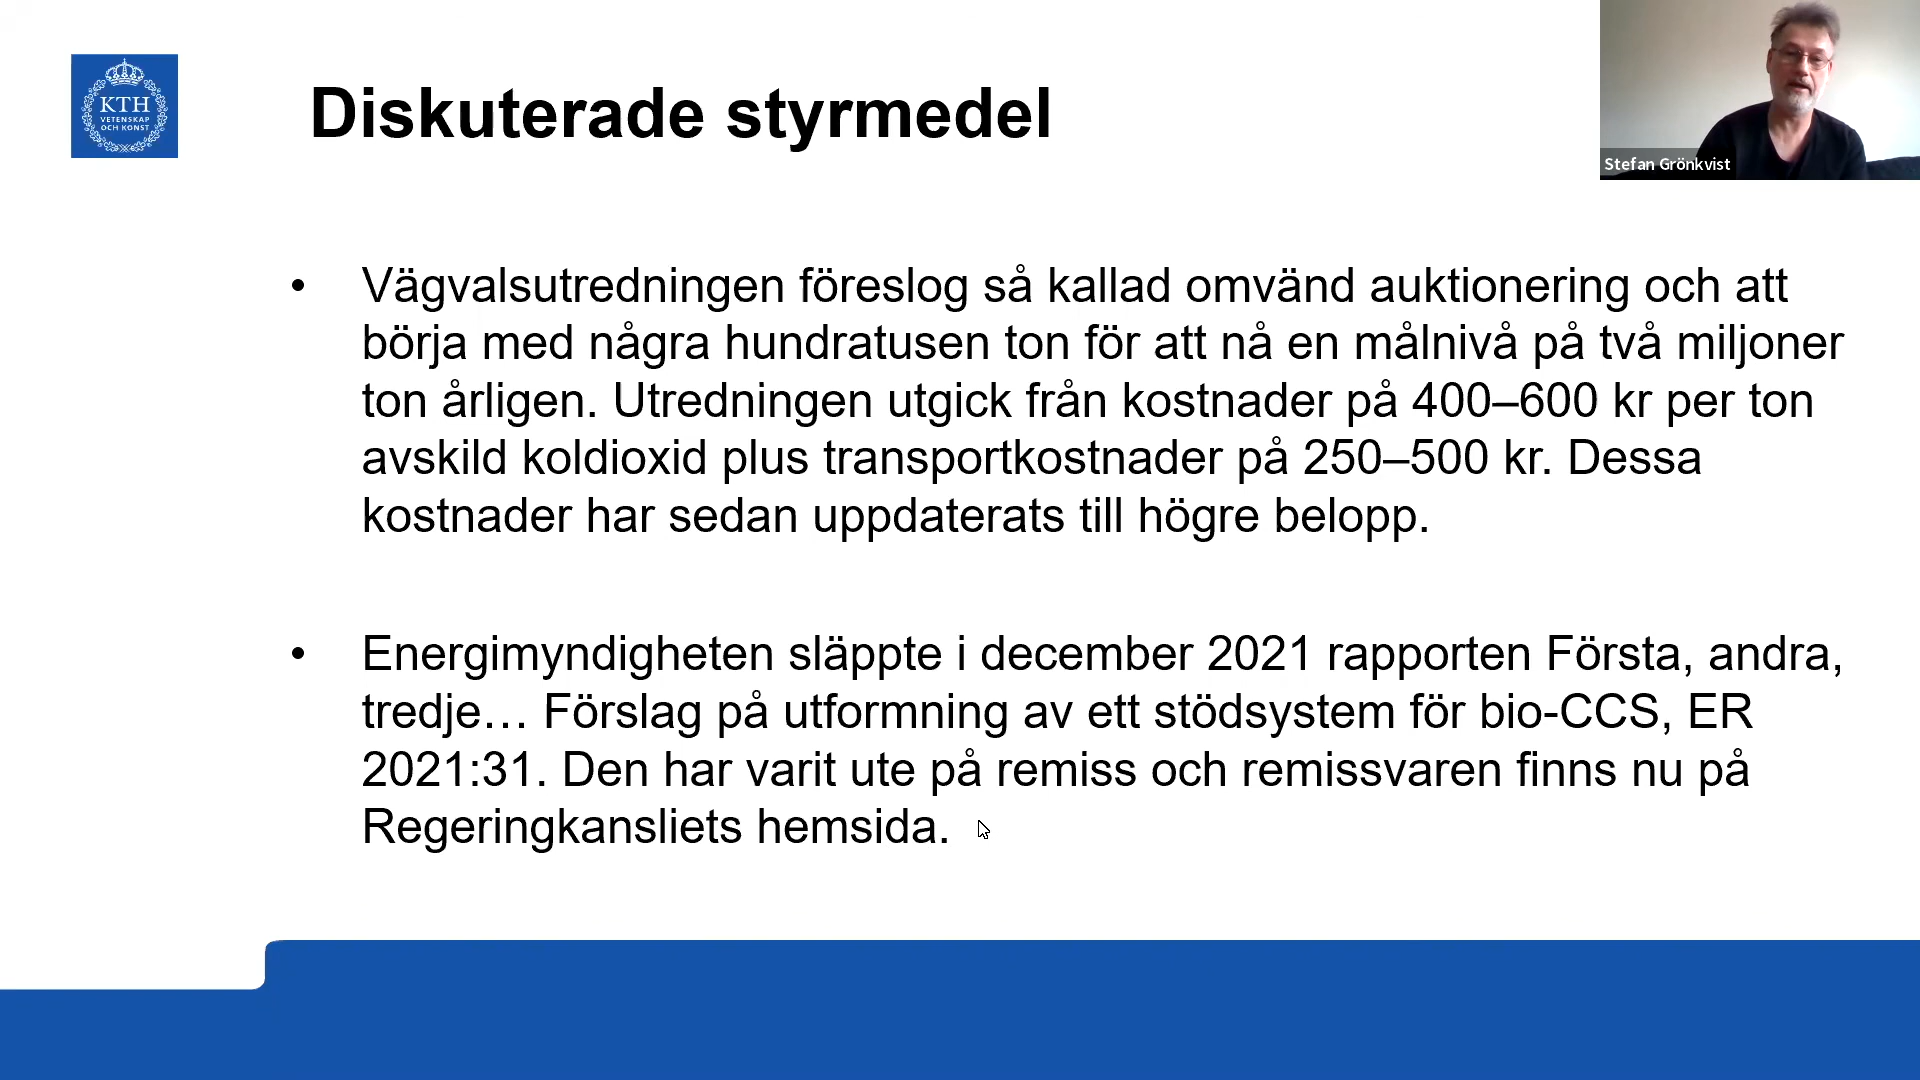 KTH
VETENSKAP
OCH KONST
Diskuterade styrmedel
Stefan Grönkvist
• Vägvalsutredningen föreslog så kallad omvänd auktionering och att
börja med några hundratusen ton för att nå en målnivå på två miljoner
ton årligen. Utredningen utgick från kostnader på 400–600 kr per ton
avskild koldioxid plus transportkostnader på 250–500 kr. Dessa
kostnader har sedan uppdaterats till högre belopp.
• Energimyndigheten släppte i december 2021 rapporten Första, andra,
tredje… Förslag på utformning av ett stödsystem för bio-CCS, ER
2021:31. Den har varit ute på remiss och remissvaren finns nu på
Regeringkansliets hemsida.